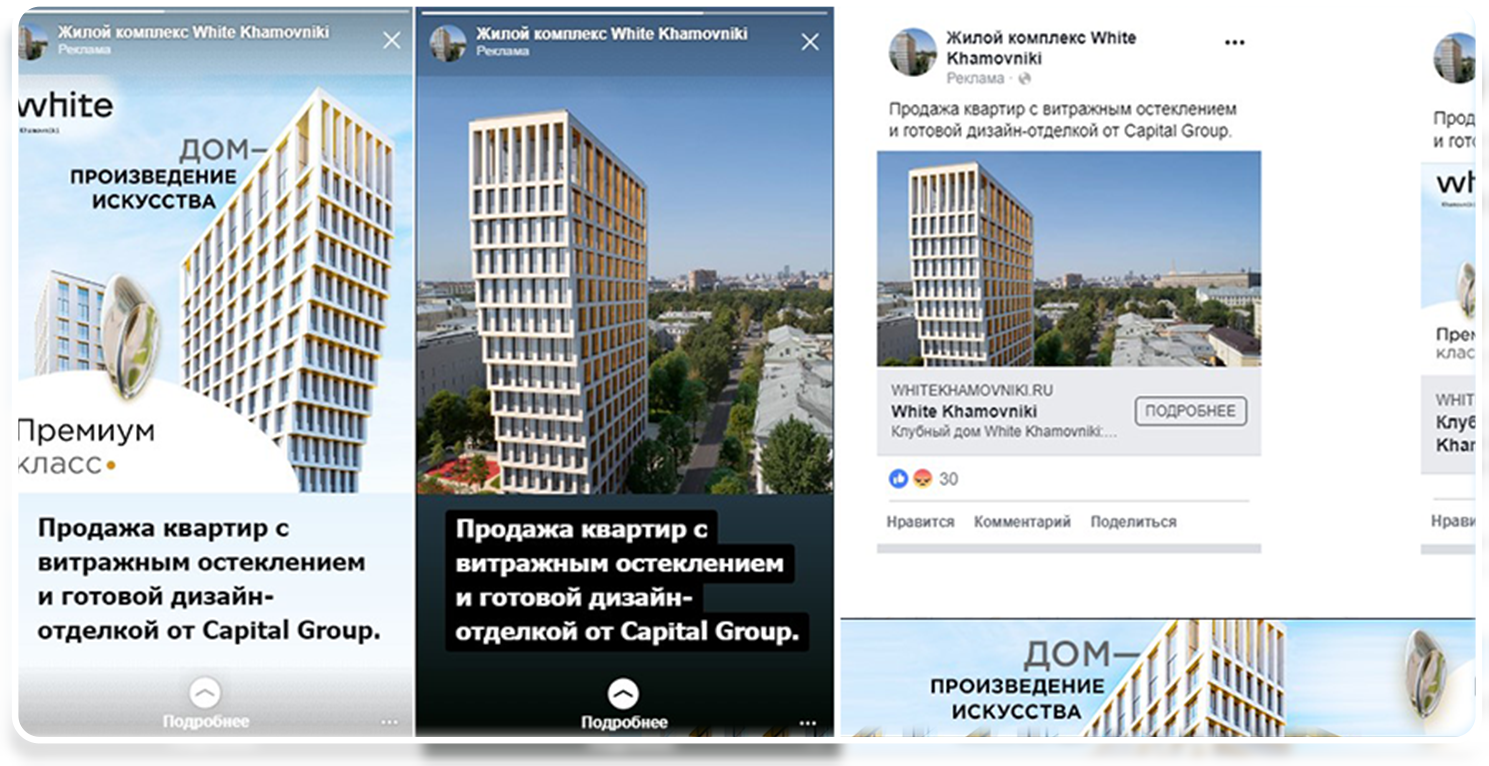 Жилой комплекс White Khamovniki
Реклама
white
Khamovniki
ДОМ—
ПРОИЗВЕДЕНИЕ
ИСКУССТВА
Премиум
класс
Продажа квартир с
витражным остеклением
и готовой дизайн-
отделкой от Capital Group.
Подробнее
Жилой комплекс White Khamovniki
Реклама
Продажа квартир с
витражным остеклением
и готовой дизайн-
отделкой от Capital Group.
Подробнее
Жилой комплекс White
Khamovniki
Реклама ·
Продажа квартир с витражным остеклением
и готовой дизайн-отделкой от Capital Group.
WHITEKHAMOVNIKI.RU
White Khamovniki
Клубный дом White Khamovniki:...
ПОДРОБНЕЕ
30
Нравится Комментарий Поделиться
Прод
и гото
wh
Прем
клас
WHIT
Клуб
Khar
Нрави
ДОМ—
ПРОИЗВЕДЕНИЕ
ИСКУССТВА